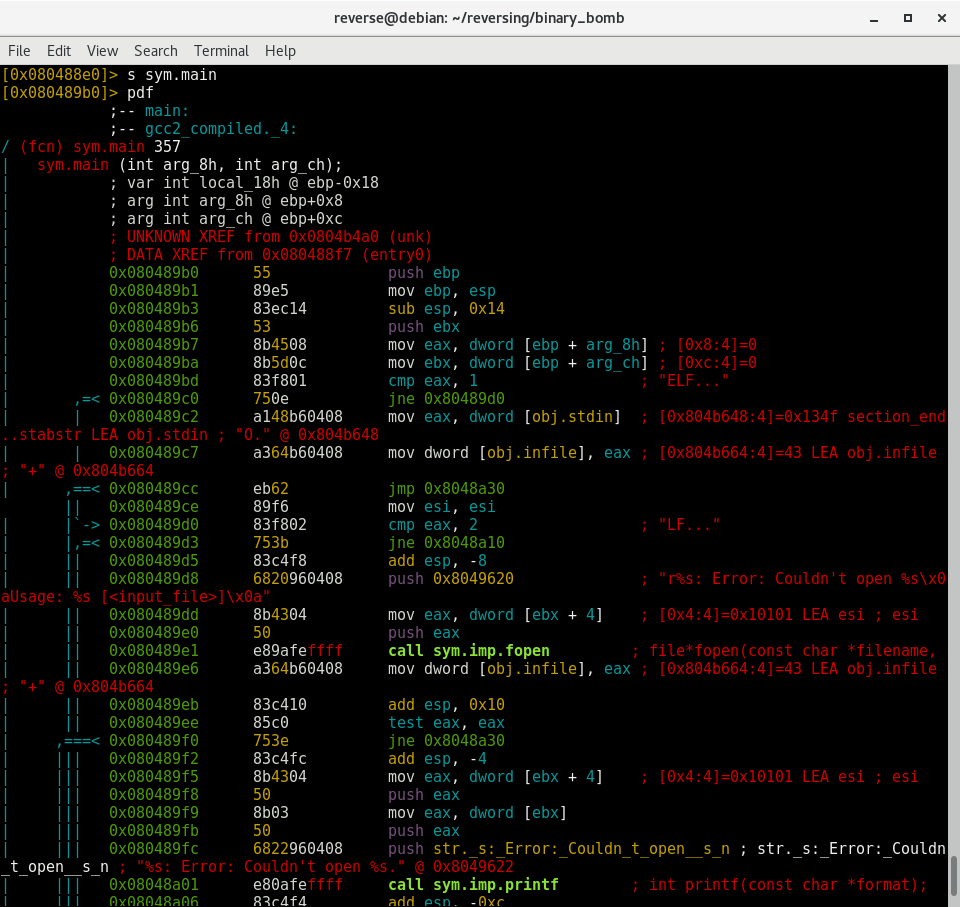 reverse@debian: ~/reversing/binary_bomb
File Edit View Search Terminal Help
[0x080488e0]> s sym.main
[0x080489b0]> pdf
;-- main:
;-- gcc2_compiled._4:
/ (fcn) sym.main 357
|   sym.main (int arg_8h, int arg_ch);
|           ; var int local_18h @ ebp-0x18
|           ; arg int arg_8h @ ebp+0x8
|           ; arg int arg_ch @ ebp+0xc
|           ; UNKNOWN XREF from 0x0804b4a0 (unk)
|           ; DATA XREF from 0x080488f7 (entry0)
|           0x080489b0      55             push ebp
|           0x080489b1      89e5           mov ebp, esp
|           0x080489b3      83ec14         sub esp, 0x14
|           0x080489b6      53             push ebx
|           0x080489b7      8b4508         mov eax, dword [ebp + arg_8h] ; [0x8:4]=0
|           0x080489ba      8b5d0c         mov ebx, dword [ebp + arg_ch] ; [0xc:4]=0
|           0x080489bd      83f801         cmp eax, 1                  ; "ELF..."
|       ,=< 0x080489c0      750e           jne 0x80489d0
|       |   0x080489c2      a148b60408     mov eax, dword [obj.stdin]  ; [0x804b648:4]=0x134f section_end
..stabstr LEA obj.stdin ; "O." @ 0x804b648
|       |   0x080489c7      a364b60408     mov dword [obj.infile], eax ; [0x804b664:4]=43 LEA obj.infile
; "+" @ 0x804b664
|      ,==< 0x080489cc      eb62           jmp 0x8048a30
       ||   0x080489ce      89f6           mov esi, esi
|      |`-> 0x080489d0      83f802         cmp eax, 2                  ; "LF..."
|      |,=< 0x080489d3      753b           jne 0x8048a10
|      ||   0x080489d5      83c4f8         add esp, -8
|      ||   0x080489d8      6820960408     push 0x8049620              ; "r%s: Error: Couldn't open %s\x0
aUsage: %s [<input_file>]\x0a"
|      ||   0x080489dd      8b4304         mov eax, dword [ebx + 4]    ; [0x4:4]=0x10101 LEA esi ; esi
|      ||   0x080489e0      50             push eax
|      ||   0x080489e1      e89afeffff     call sym.imp.fopen         ; file*fopen(const char *filename,
|      ||   0x080489e6      a364b60408     mov dword [obj.infile], eax ; [0x804b664:4]=43 LEA obj.infile
; "+" @ 0x804b664
|      ||   0x080489eb      83c410         add esp, 0x10
|      ||   0x080489ee      85c0           test eax, eax
|     ,===< 0x080489f0      753e           jne 0x8048a30
|     |||   0x080489f2      83c4fc         add esp, -4
|     |||   0x080489f5      8b4304         mov eax, dword [ebx + 4]    ; [0x4:4]=0x10101 LEA esi ; esi
|     |||   0x080489f8      50             push eax
|     |||   0x080489f9      8b03           mov eax, dword [ebx]
|     |||   0x080489fb      50             push eax
|     |||   0x080489fc      6822960408     push str._s:_Error:_Couldn_t_open__s_n ; str._s:_Error:_Couldn
_t_open__s_n ; "%s: Error: Couldn't open %s." @ 0x8049622
|     |||   0x08048a01      e80afeffff     call sym.imp.printf        ; int printf(const char *format);
|     |||   0x08048a06      83c4f4         add esp, -0xc